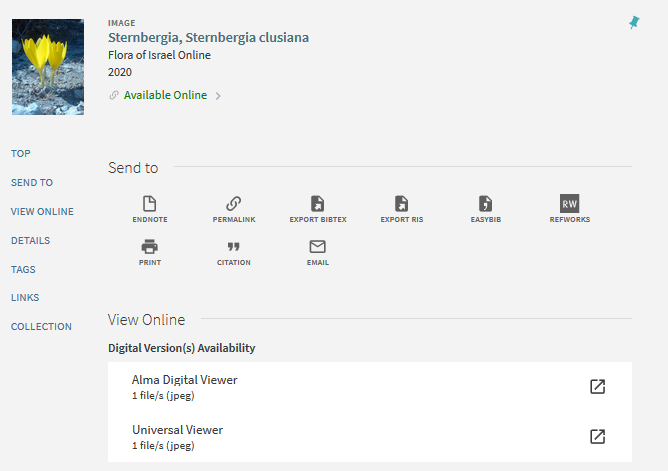 IMAGE
Sternbergia, Sternbergia clusiana
Flora of Israel Online
2020
Available Online
TOP
SEND TO
VIEW ONLINE
DETAILS
TAGS
LINKS
COLLECTION
Send to
ENDNOTE
PERMALINK
EXPORT BIBTEX
EXPORT RIS
EASYBIB
RW
REFWORKS
PRINT
CITATION
EMAIL
View Online
Digital Version(s) Availability
Alma Digital Viewer
1 file/s (jpeg)
Universal Viewer
1 file/s (jpeg)